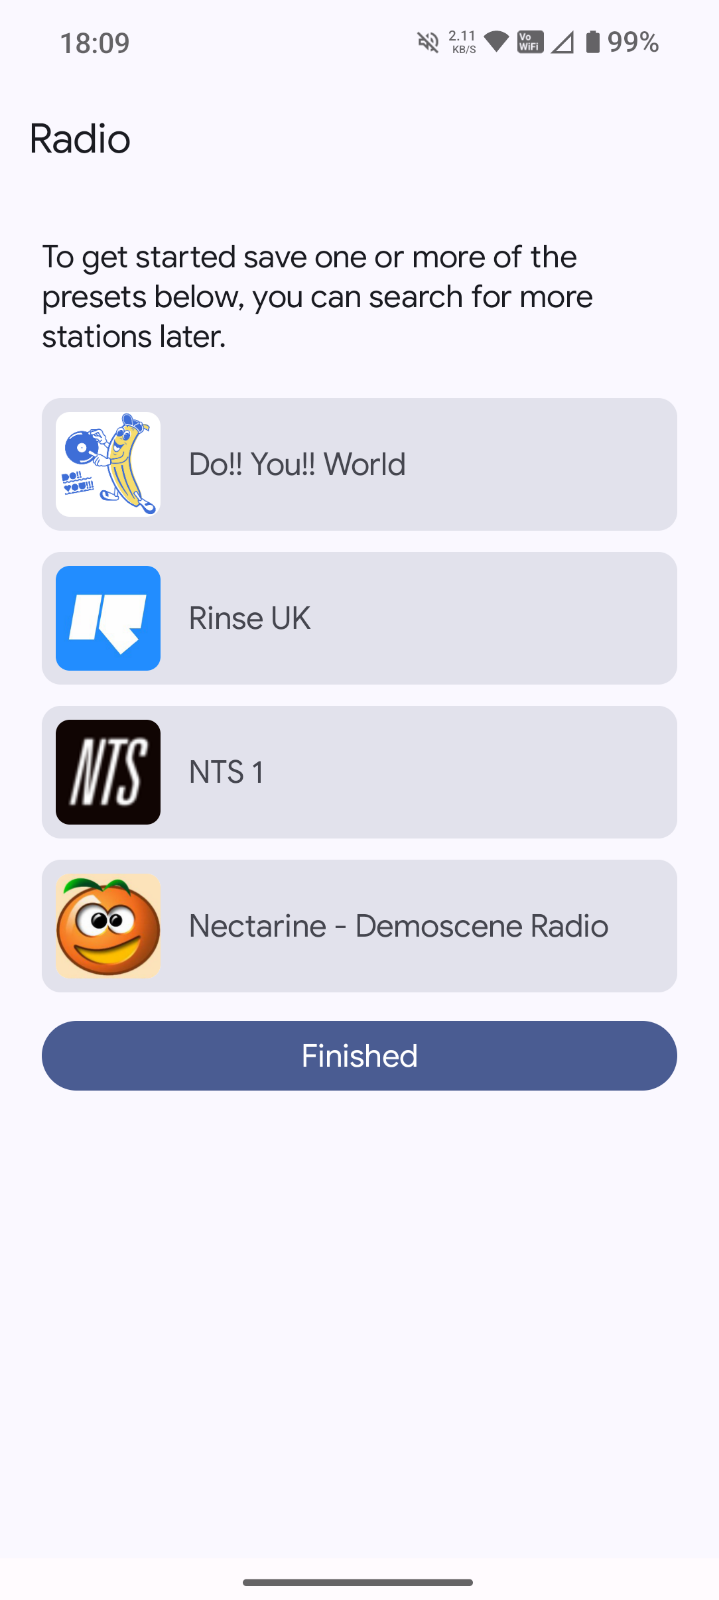 18:09
2.11
KB/S
Vo
WiFi
99%
Radio
To get started save one or more of the
presets below, you can search for more
stations later.
DO!!
YOU!!!
Do!! You!! World
Rinse UK
NTS
NTS 1
Nectarine - Demoscene Radio
Finished